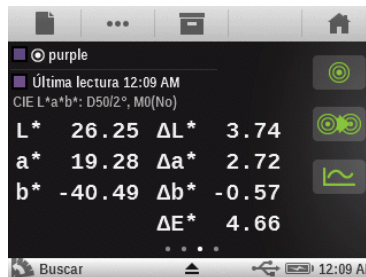 purple
Última lectura 12:09 AM
CIE L*a*b*: D50/2°, M0(No)
L* 26.25 ΔL* 3.74
a* 19.28 Δa* 2.72
b* -40.49 Δb* -0.57
ΔE* 4.66
Buscar 12:09 A